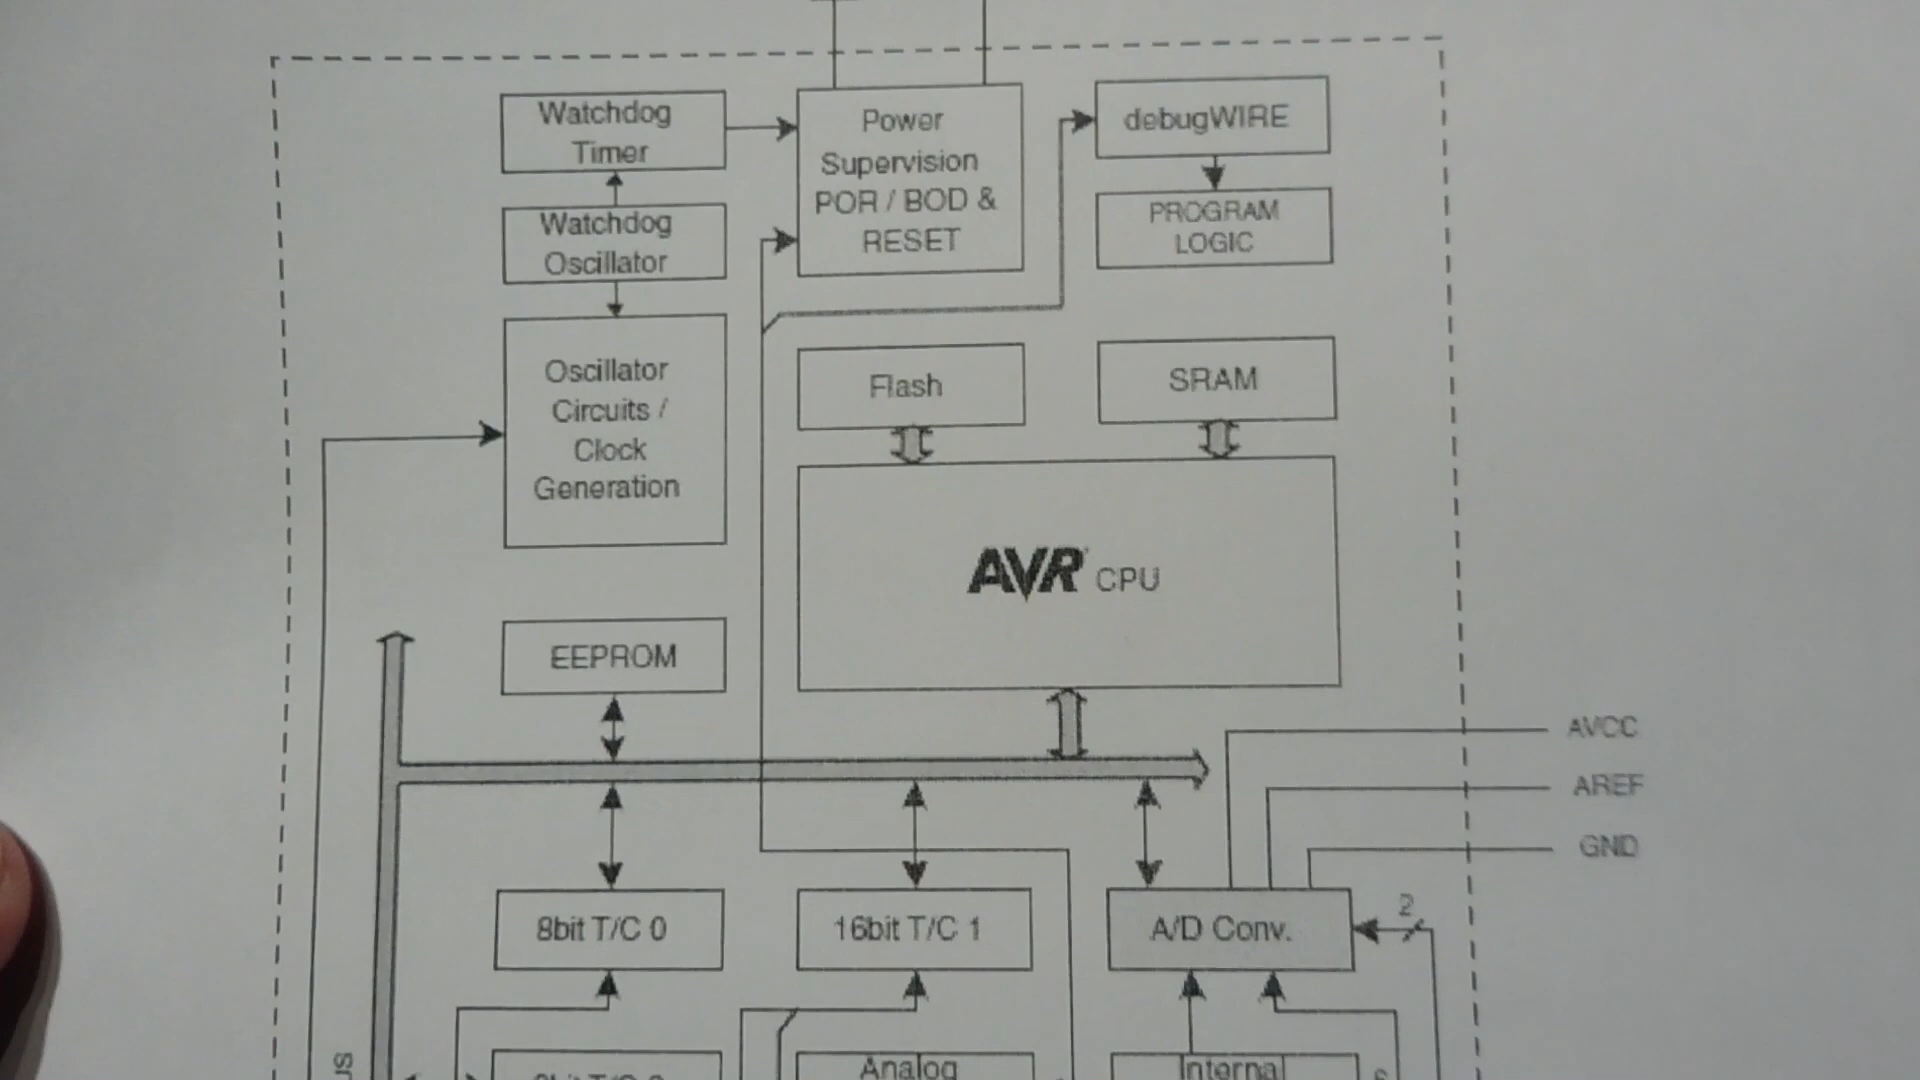 Watchdog
Timer
Power
Supervision
POR / BOD &
RESET
debugWIRE
PROGRAM
LOGIC
Watchdog
Oscillator
Oscillator
Circuits /
Clock
Generation
Flash
SRAM
AVR CPU
EEPROM
AVCC
AREF
GND
8bit T/C 0
16bit T/C 1
A/D Conv.
2
Analog
Internal